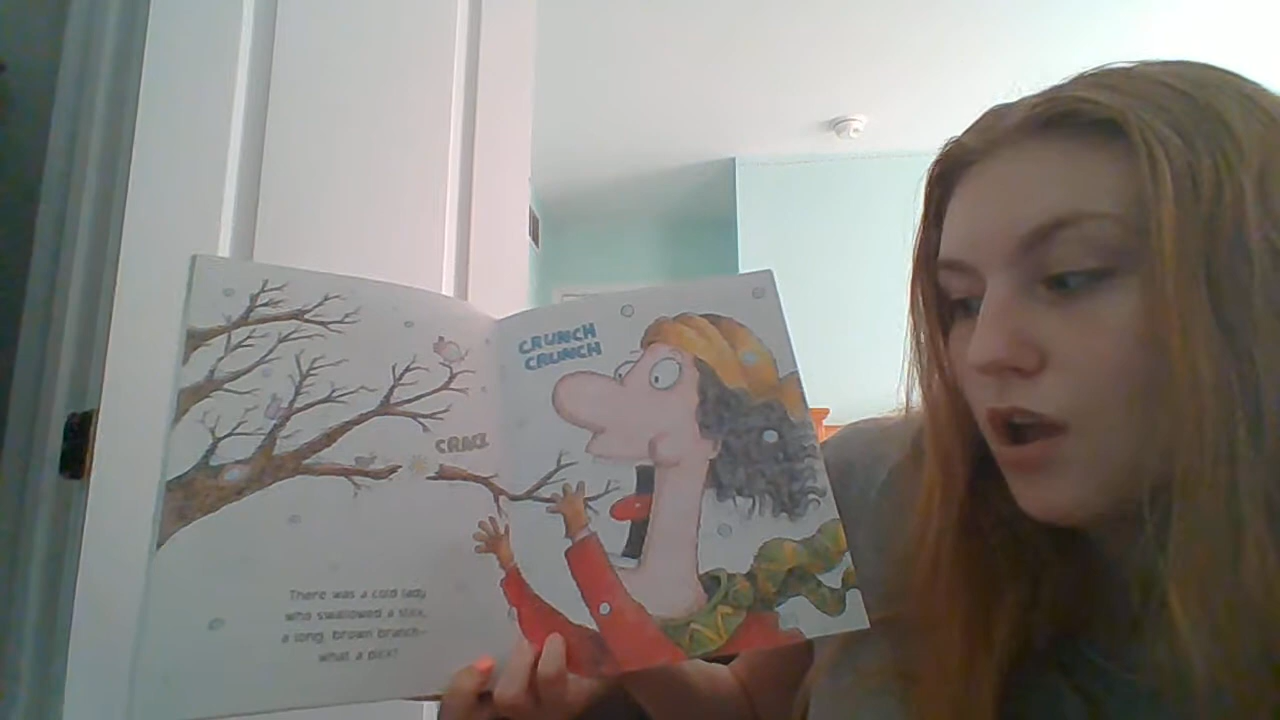 CRACK
There was a cold lady
who swallowed a stick,
a long, brown branch–
what a pick!
CRUNCH
CRUNCH